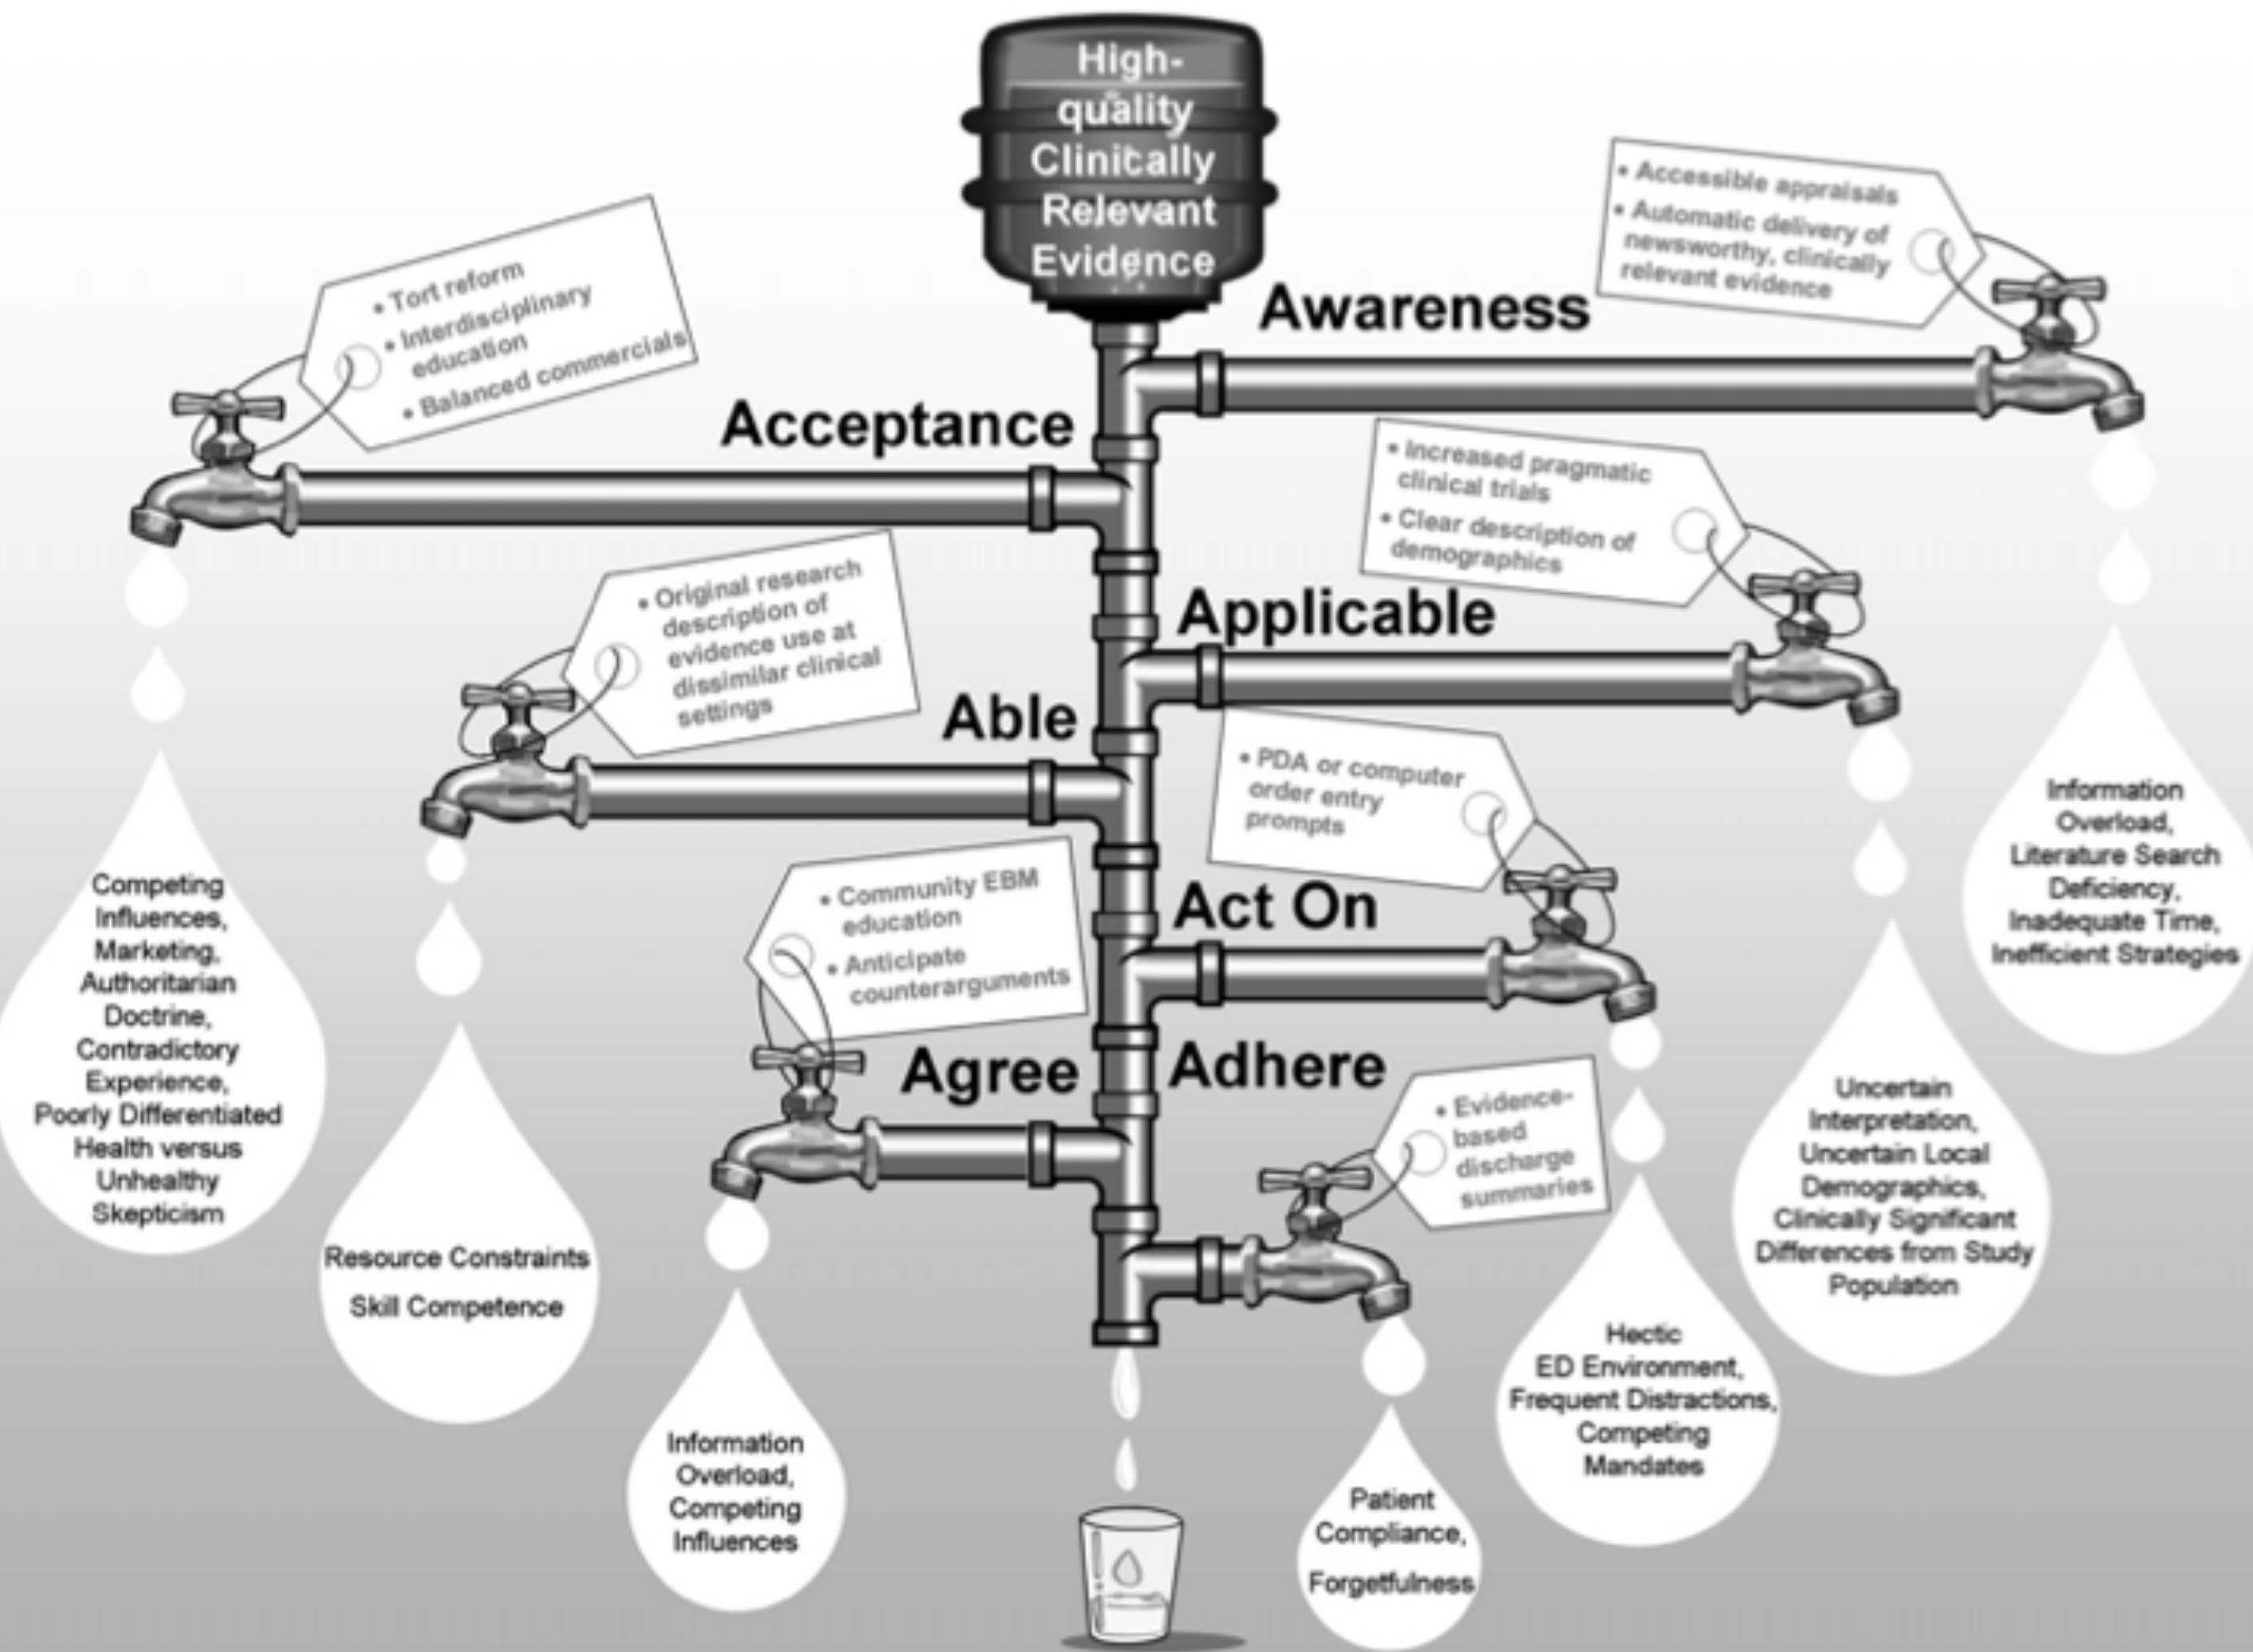 High-
quality
Clinically
Relevant
Evidence
Awareness
• Accessible appraisals
• Automatic delivery of
newsworthy, clinically
relevant evidence
Information
Overload,
Literature Search
Deficiency,
Inadequate Time,
Inefficient Strategies
Acceptance
• Tort reform
• Interdisciplinary
education
• Balanced commercials
Competing
Influences,
Marketing,
Authoritarian
Doctrine,
Contradictory
Experience,
Poorly Differentiated
Health versus
Unhealthy
Skepticism
Applicable
• Increased pragmatic
clinical trials
• Clear description of
demographics
Uncertain
Interpretation,
Uncertain Local
Demographics,
Clinically Significant
Differences from Study
Population
Able
• Original research
description of
evidence use at
dissimilar clinical
settings
Resource Constraints
Skill Competence
Act On
• PDA or computer
order entry
prompts
Hectic
ED Environment,
Frequent Distractions,
Competing
Mandates
Agree
• Community EBM
education
• Anticipate
counterarguments
Information
Overload,
Competing
Influences
Adhere
• Evidence-
based
discharge
summaries
Patient
Compliance,
Forgetfulness